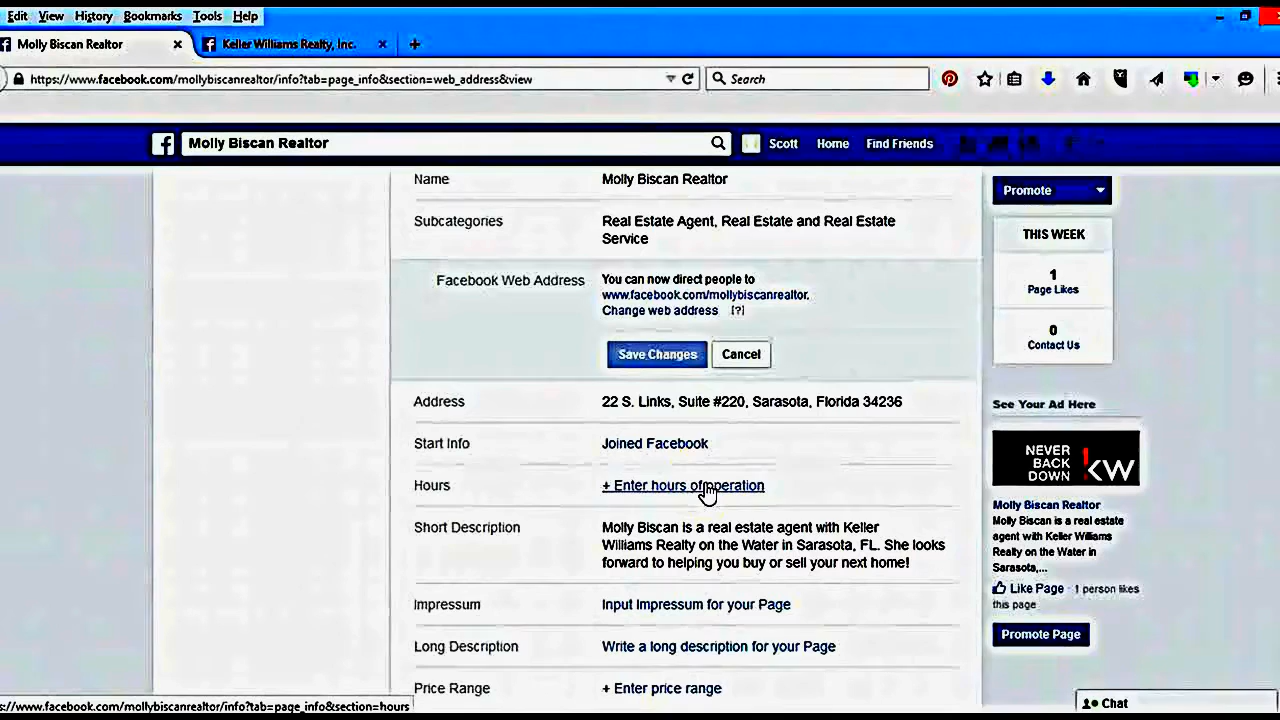 Edit View History Bookmarks Tools Help
Molly Biscan Realtor
Keller Williams Realty, Inc.
https://www.facebook.com/mollybiscanrealtor/info?tab=page_info&section=web_address&view
Search
Molly Biscan Realtor
Scott Home Find Friends
Name Molly Biscan Realtor
Subcategories Real Estate Agent, Real Estate and Real Estate
Service
Facebook Web Address You can now direct people to
www.facebook.com/mollybiscanrealtor.
Change web address [?]
Save Changes Cancel
Address 22 S. Links, Suite #220, Sarasota, Florida 34236
Start Info Joined Facebook
Hours + Enter hours of operation
Short Description Molly Biscan is a real estate agent with Keller
Williams Realty on the Water in Sarasota, FL. She looks
forward to helping you buy or sell your next home!
Impressum Input Impressum for your Page
Long Description Write a long description for your Page
Price Range + Enter price range
Promote
THIS WEEK
1
Page Likes
0
Contact Us
See Your Ad Here
NEVER
BACK
DOWN
!KW
Molly Biscan Realtor
Molly Biscan is a real estate
agent with Keller Williams
Realty on the Water in
Sarasota,...
Like Page · 1 person likes
this page
Promote Page
Chat
s://www.facebook.com/mollybiscanrealtor/info?tab=page_info&section=hours